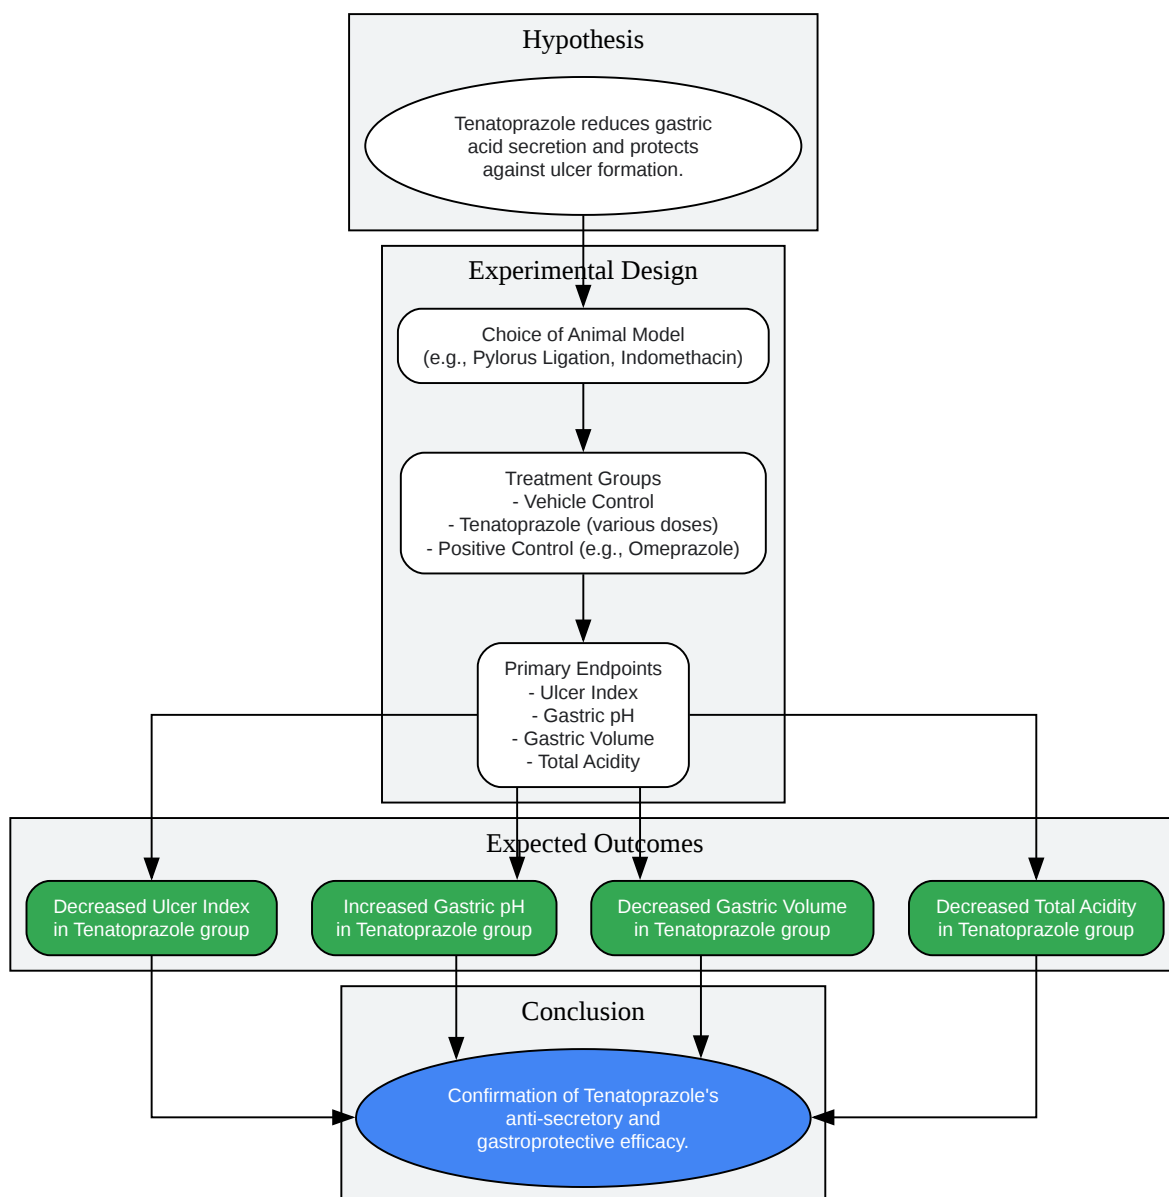 Hypothesis
Tenatoprazole reduces gastric
acid secretion and protects
against ulcer formation.
Experimental Design
Choice of Animal Model
(e.g., Pylorus Ligation, Indomethacin)
Treatment Groups
- Vehicle Control
- Tenatoprazole (various doses)
- Positive Control (e.g., Omeprazole)
Primary Endpoints
- Ulcer Index
- Gastric pH
- Gastric Volume
- Total Acidity
Expected Outcomes
Decreased Ulcer Index
in Tenatoprazole group
Increased Gastric pH
in Tenatoprazole group
Decreased Gastric Volume
in Tenatoprazole group
Decreased Total Acidity
in Tenatoprazole group
Conclusion
Confirmation of Tenatoprazole's
anti-secretory and
gastroprotective efficacy.